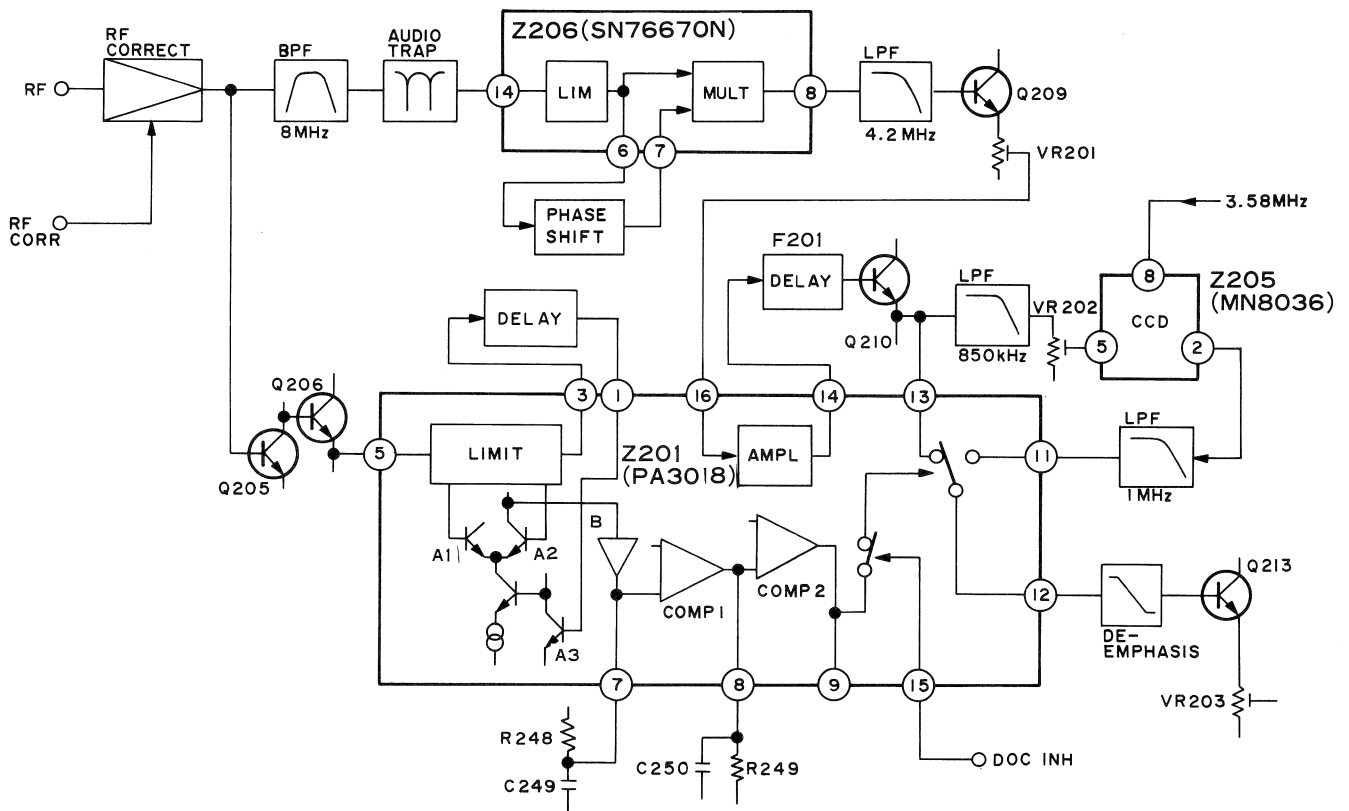 RF CORRECT
BPF
AUDIO TRAP
Z206(SN76670N)
LPF
RF
14
LIM
MULT
8
Q209
8MHz
4.2MHz
6
7
VR201
RF CORR
PHASE SHIFT
3.58MHz
F201
DELAY
8
Z205 (MN8036)
LPF
VR202
CCD
DELAY
Q210
850kHz
5
2
Q206
3
1
16
14
13
LPF
5
LIMIT
Z201 (PA3018)
AMPL
11
Q205
1MHz
B
A1
A2
COMP1
COMP2
12
Q213
A3
DE-EMPHASIS
7
8
9
15
VR203
R248
C249
C250
R249
DOC INH